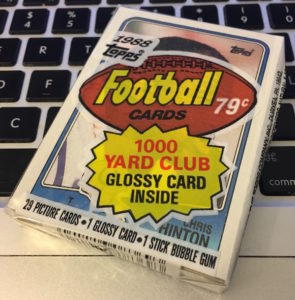 1988
Topps
Topps
Football
79¢
CARDS
1000
YARD CLUB
GLOSSY CARD
INSIDE
CHRIS
HINTON
28 PICTURE CARDS • 1 GLOSSY CARD • 1 STICK BUBBLE GUM
command